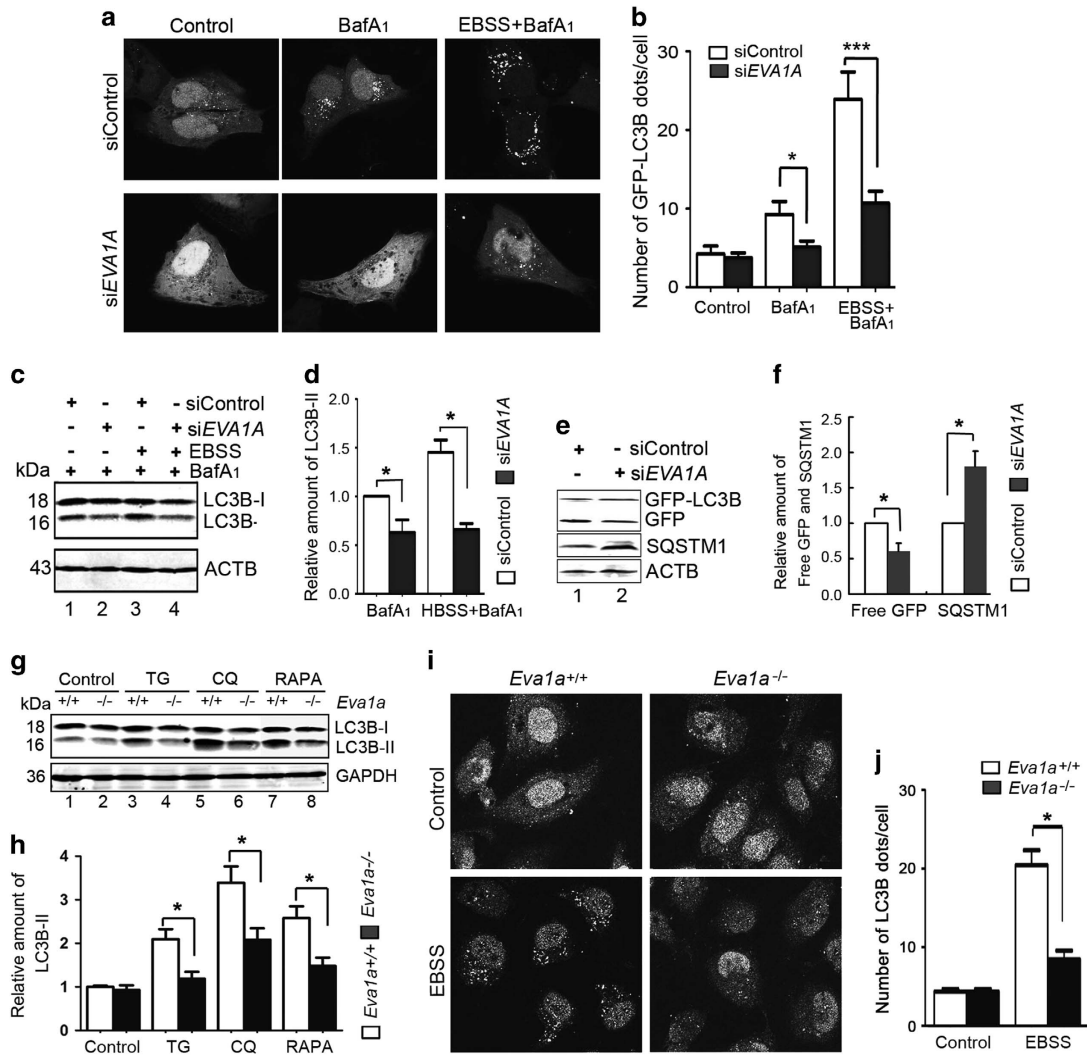 a
Control
BafA1
EBSS+BafA1
siControl
siEVA1A
b
Number of GFP-LC3B dots/cell
30
20
10
0
siControl
siEVA1A
*
***
Control
BafA1
EBSS+
BafA1
c
+ - + - siControl
- + - + siEVA1A
- - + + EBSS
kDa + + + + BafA1
18 LC3B-I
16 LC3B-
43 ACTB
1 2 3 4
d
Relative amount of LC3B-II
2.0
1.5
1.0
0.5
0
*
*
BafA1 HBSS+BafA1
siControl
siEVA1A
e
+ - siControl
- + siEVA1A
GFP-LC3B
GFP
SQSTM1
ACTB
1 2
f
Relative amount of
Free GFP and SQSTM1
2.5
2.0
1.5
1.0
0.5
0.0
*
*
Free GFP SQSTM1
siControl
siEVA1A
g
Control TG CQ RAPA
kDa +/+ -/- +/+ -/- +/+ -/- +/+ -/- Eva1a
18 LC3B-I
16 LC3B-II
36 GAPDH
1 2 3 4 5 6 7 8
h
Relative amount of
LC3B-II
4
3
2
1
0
*
*
*
Control TG CQ RAPA
Eva1a+/+
Eva1a-/-
i
Eva1a+/+
Eva1a-/-
Control
EBSS
j
Eva1a+/+
Eva1a-/-
Number of LC3B dots/cell
30
20
10
0
*
Control EBSS